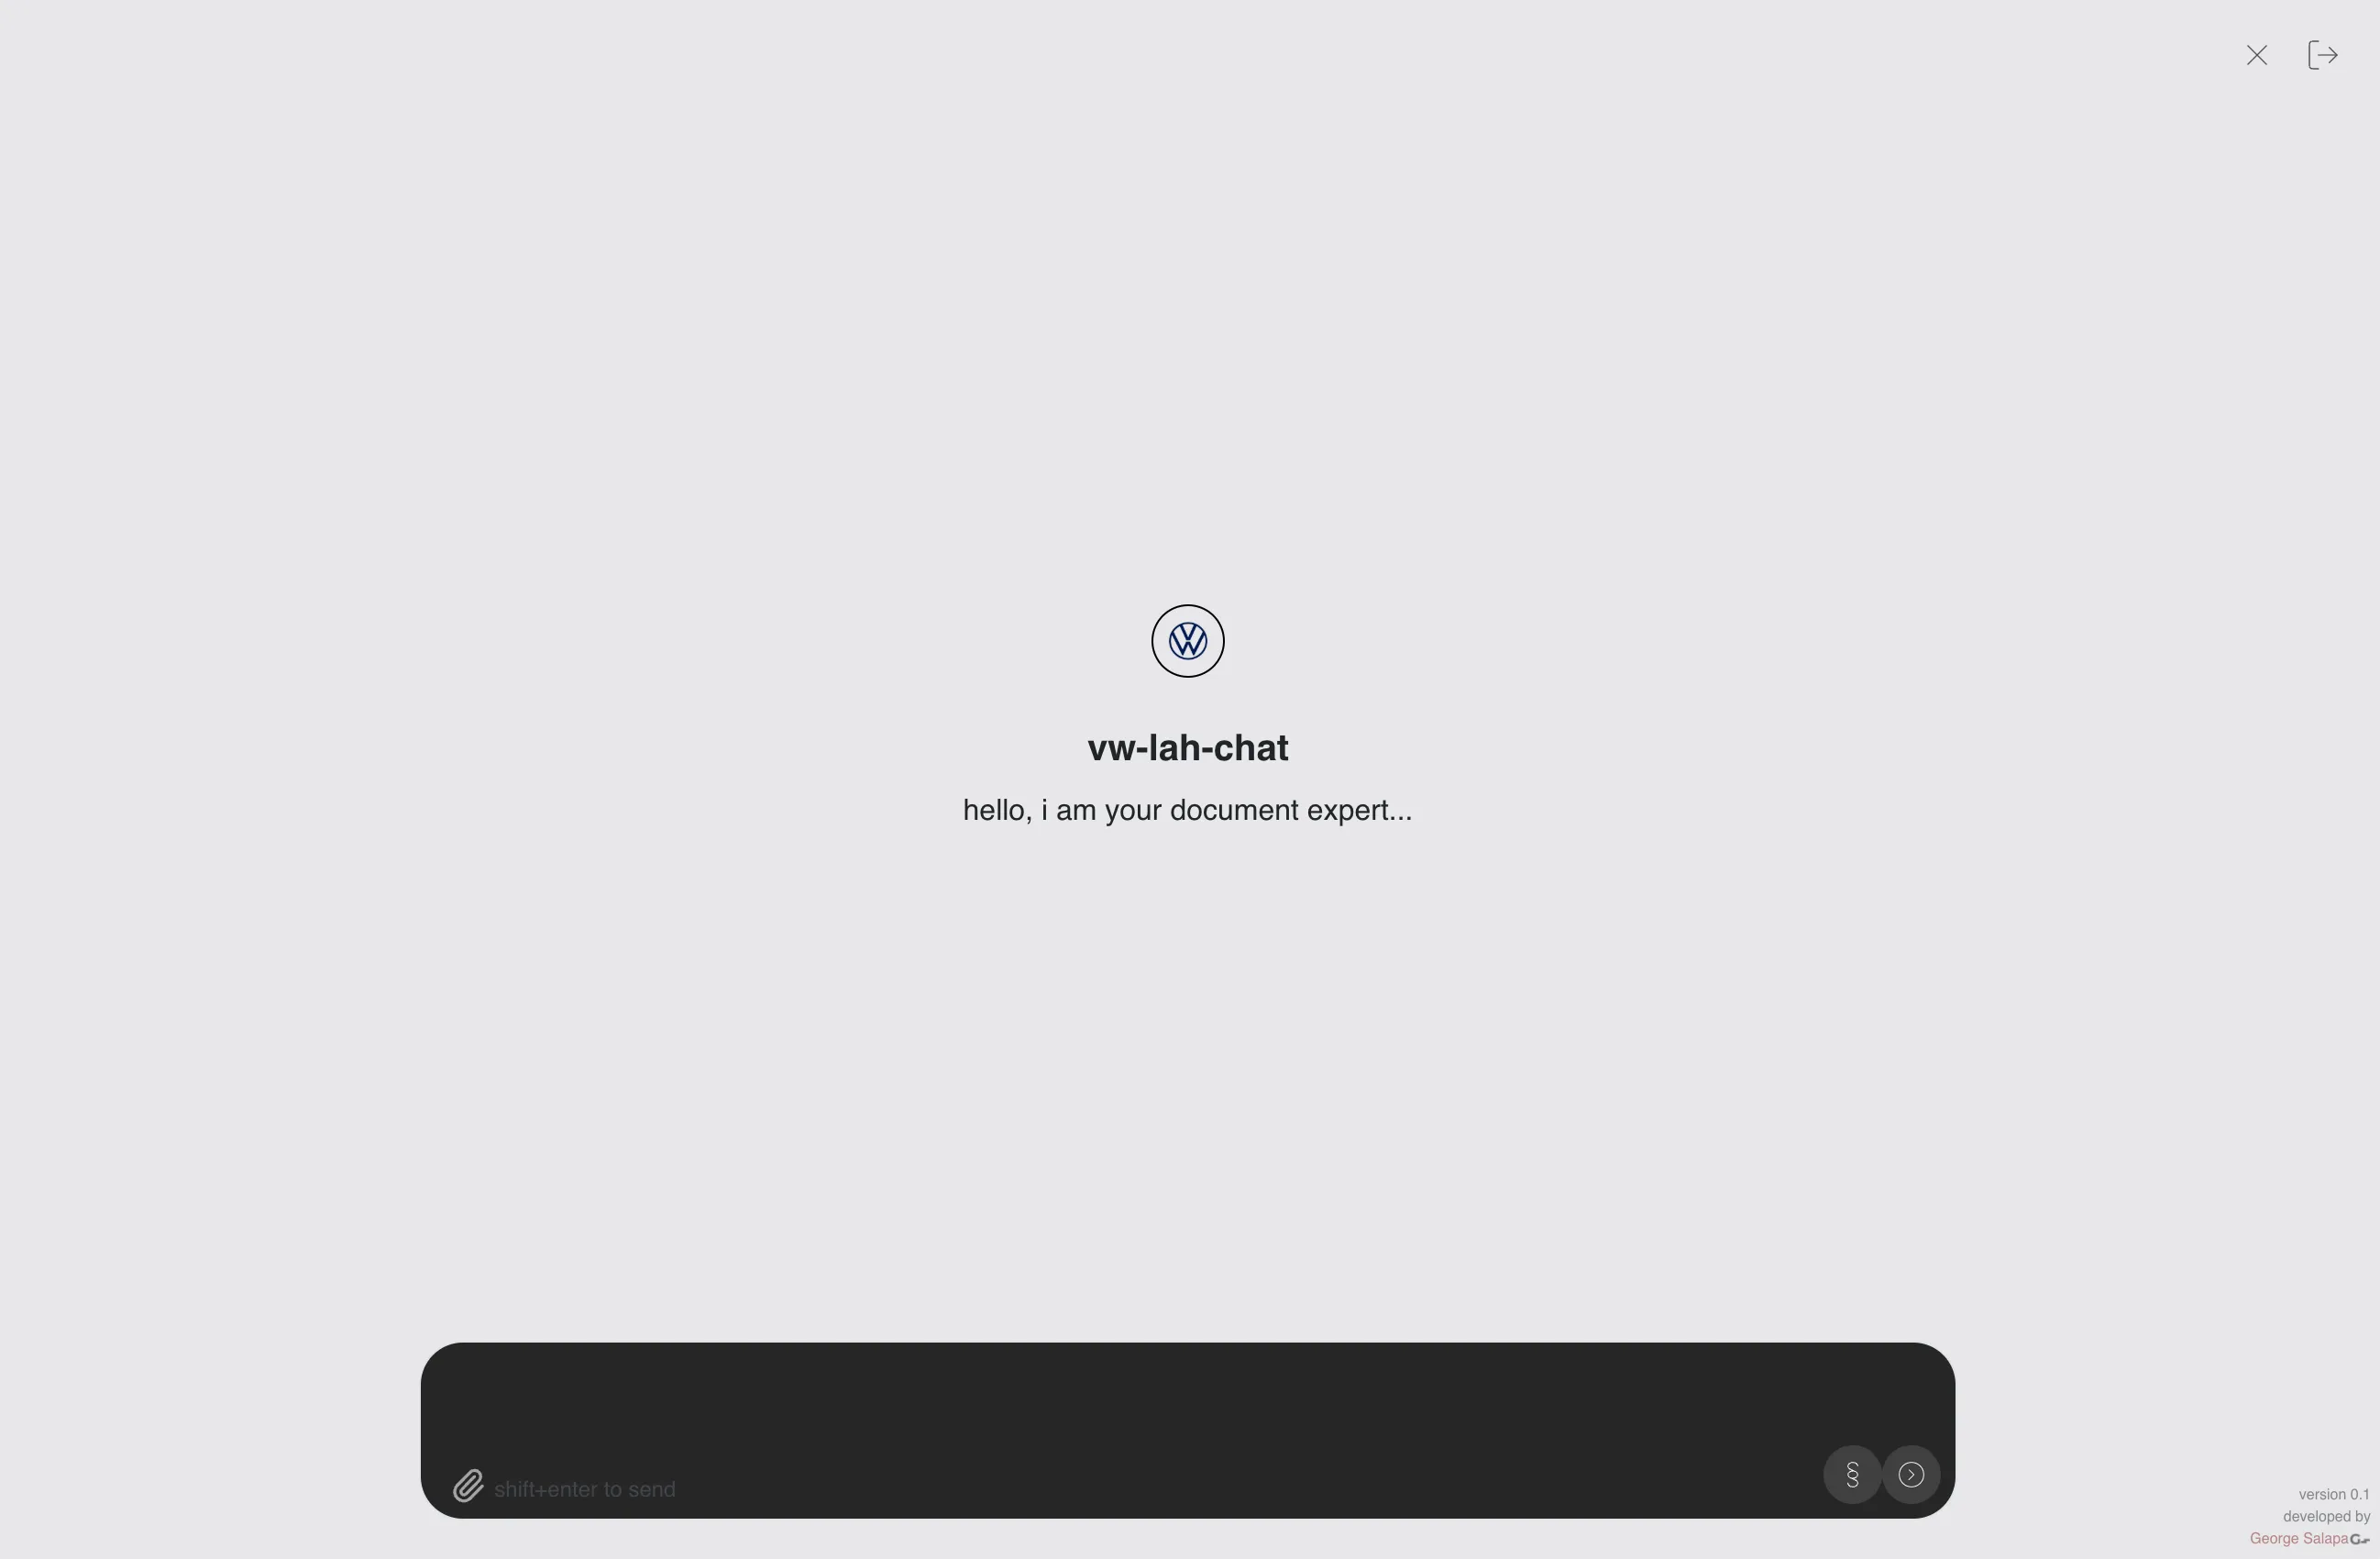 vw-lah-chat
hello, i am your document expert...
shift+enter to send
§
version 0.1
developed by
George Salapa